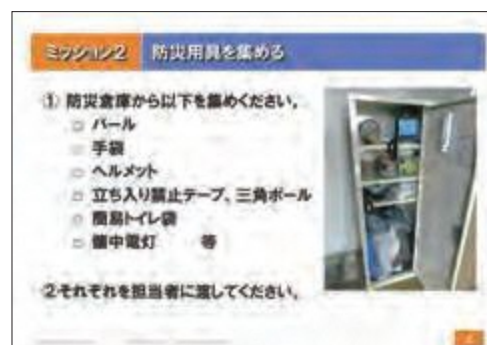 ミッション2 防災用具を集める
① 防災倉庫から以下を集めください。
□ バール
□ 手袋
□ ヘルメット
□ 立ち入り禁止テープ、三角ポール
□ 簡易トイレ袋
□ 懐中電灯 等
②それぞれを担当者に渡してください。